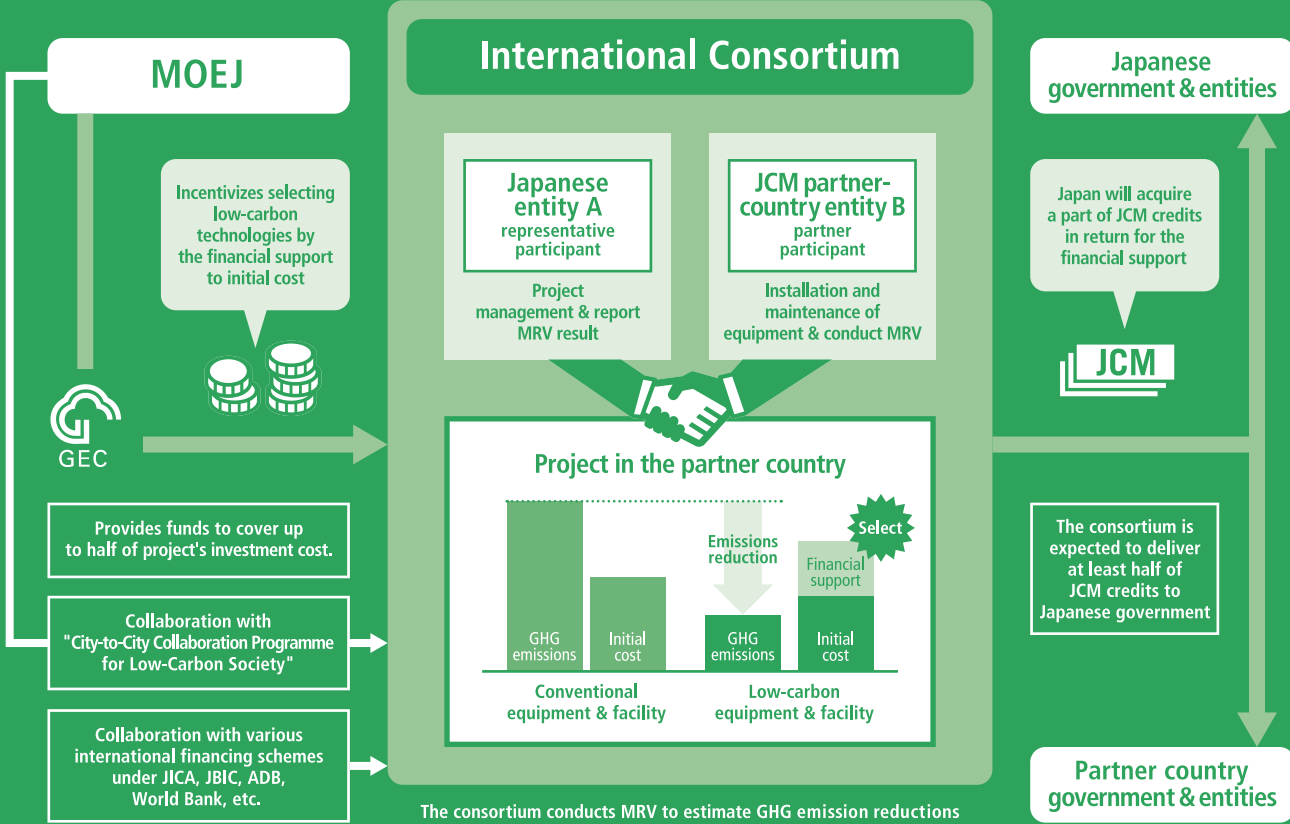 MOEJ
Incentivizes selecting
low-carbon
technologies by
the financial support
to initial cost
GEC
Provides funds to cover up
to half of project's investment cost.
Collaboration with
"City-to-City Collaboration Programme
for Low-Carbon Society"
Collaboration with various
international financing schemes
under JICA, JBIC, ADB,
World Bank, etc.
International Consortium
Japanese
entity A
representative
participant
Project
management & report
MRV result
JCM partner-
country entity B
partner
participant
Installation and
maintenance of
equipment & conduct MRV
Project in the partner country
GHG
emissions
Initial
cost
Conventional
equipment & facility
Emissions
reduction
Select
Financial
support
GHG
emissions
Initial
cost
Low-carbon
equipment & facility
The consortium conducts MRV to estimate GHG emission reductions
Japanese
government & entities
Japan will acquire
a part of JCM credits
in return for the
financial support
JCM
The consortium is
expected to deliver
at least half of
JCM credits to
Japanese government
Partner country
government & entities